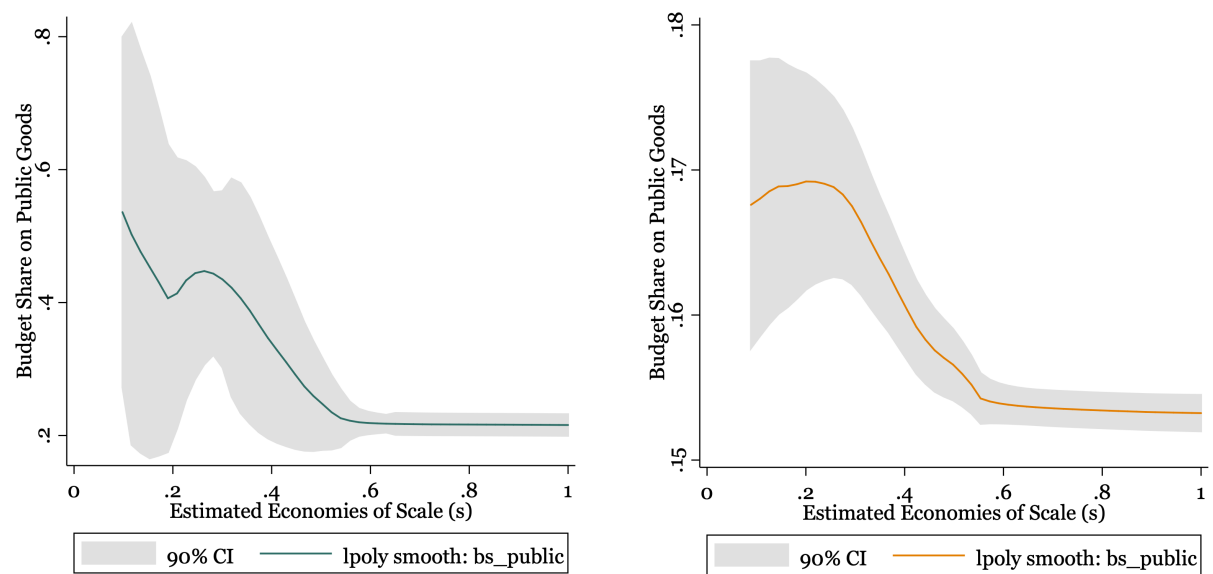 Budget Share on Public Goods
.8
.6
.4
.2
0 .2 .4 .6 .8 1
Estimated Economies of Scale (s)
90% CI lpoly smooth: bs_public
Budget Share on Public Goods
.18
.17
.16
.15
0 .2 .4 .6 .8 1
Estimated Economies of Scale (s)
90% CI lpoly smooth: bs_public